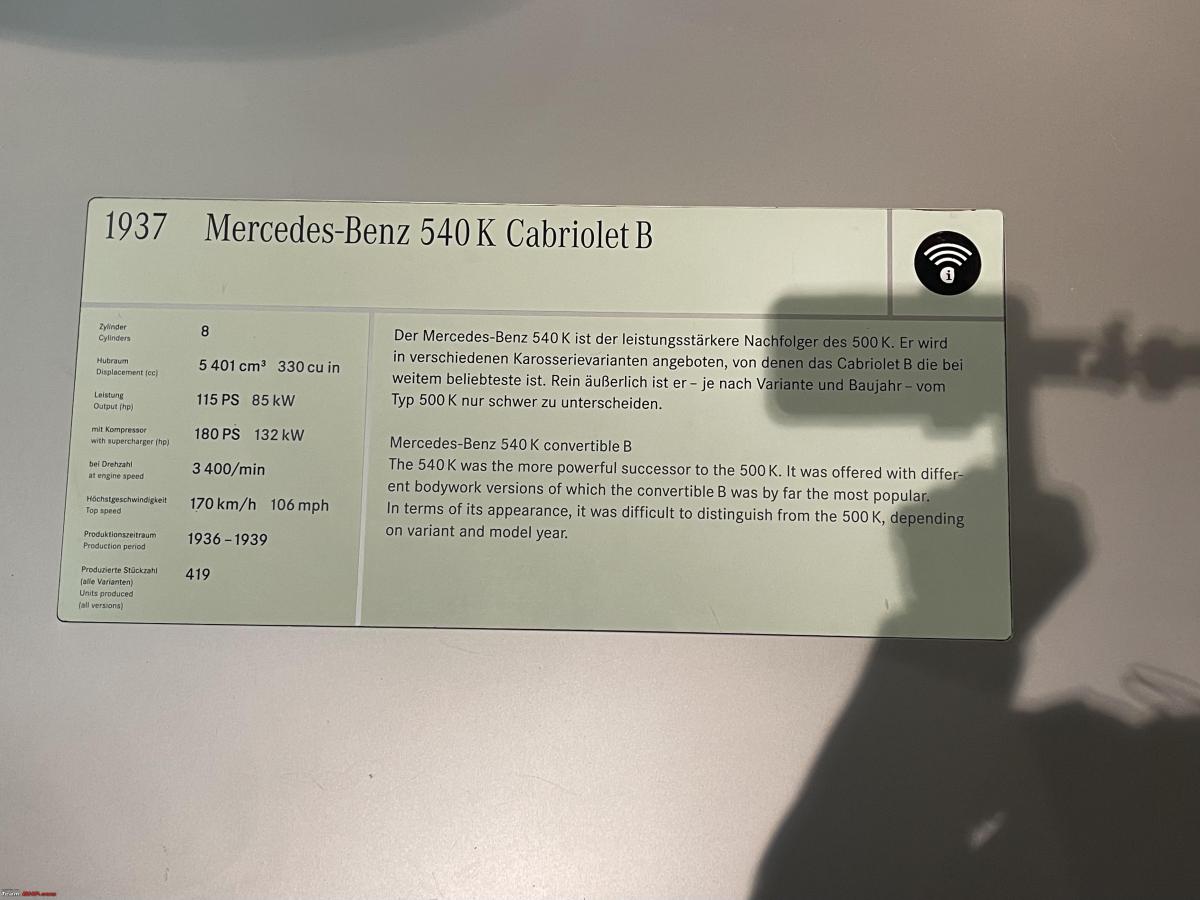 1937 Mercedes-Benz 540 K Cabriolet B
i
Zylinder
Cylinders
8
Hubraum
Displacement (cc)
5 401 cm³ 330 cu in
Leistung
Output (hp)
115 PS 85 kW
mit Kompressor
with supercharger (hp)
180 PS 132 kW
bei Drehzahl
at engine speed
3 400/min
Höchstgeschwindigkeit
Top speed
170 km/h 106 mph
Produktionszeitraum
Production period
1936 – 1939
Produzierte Stückzahl
(alle Varianten)
Units produced
(all versions)
419
Der Mercedes-Benz 540 K ist der leistungsstärkere Nachfolger des 500 K. Er wird
in verschiedenen Karosserievarianten angeboten, von denen das Cabriolet B die bei
weitem beliebteste ist. Rein äußerlich ist er – je nach Variante und Baujahr – vom
Typ 500 K nur schwer zu unterscheiden.
Mercedes-Benz 540 K convertible B
The 540 K was the more powerful successor to the 500 K. It was offered with differ-
ent bodywork versions of which the convertible B was by far the most popular.
In terms of its appearance, it was difficult to distinguish from the 500 K, depending
on variant and model year.
Team-BHP.com